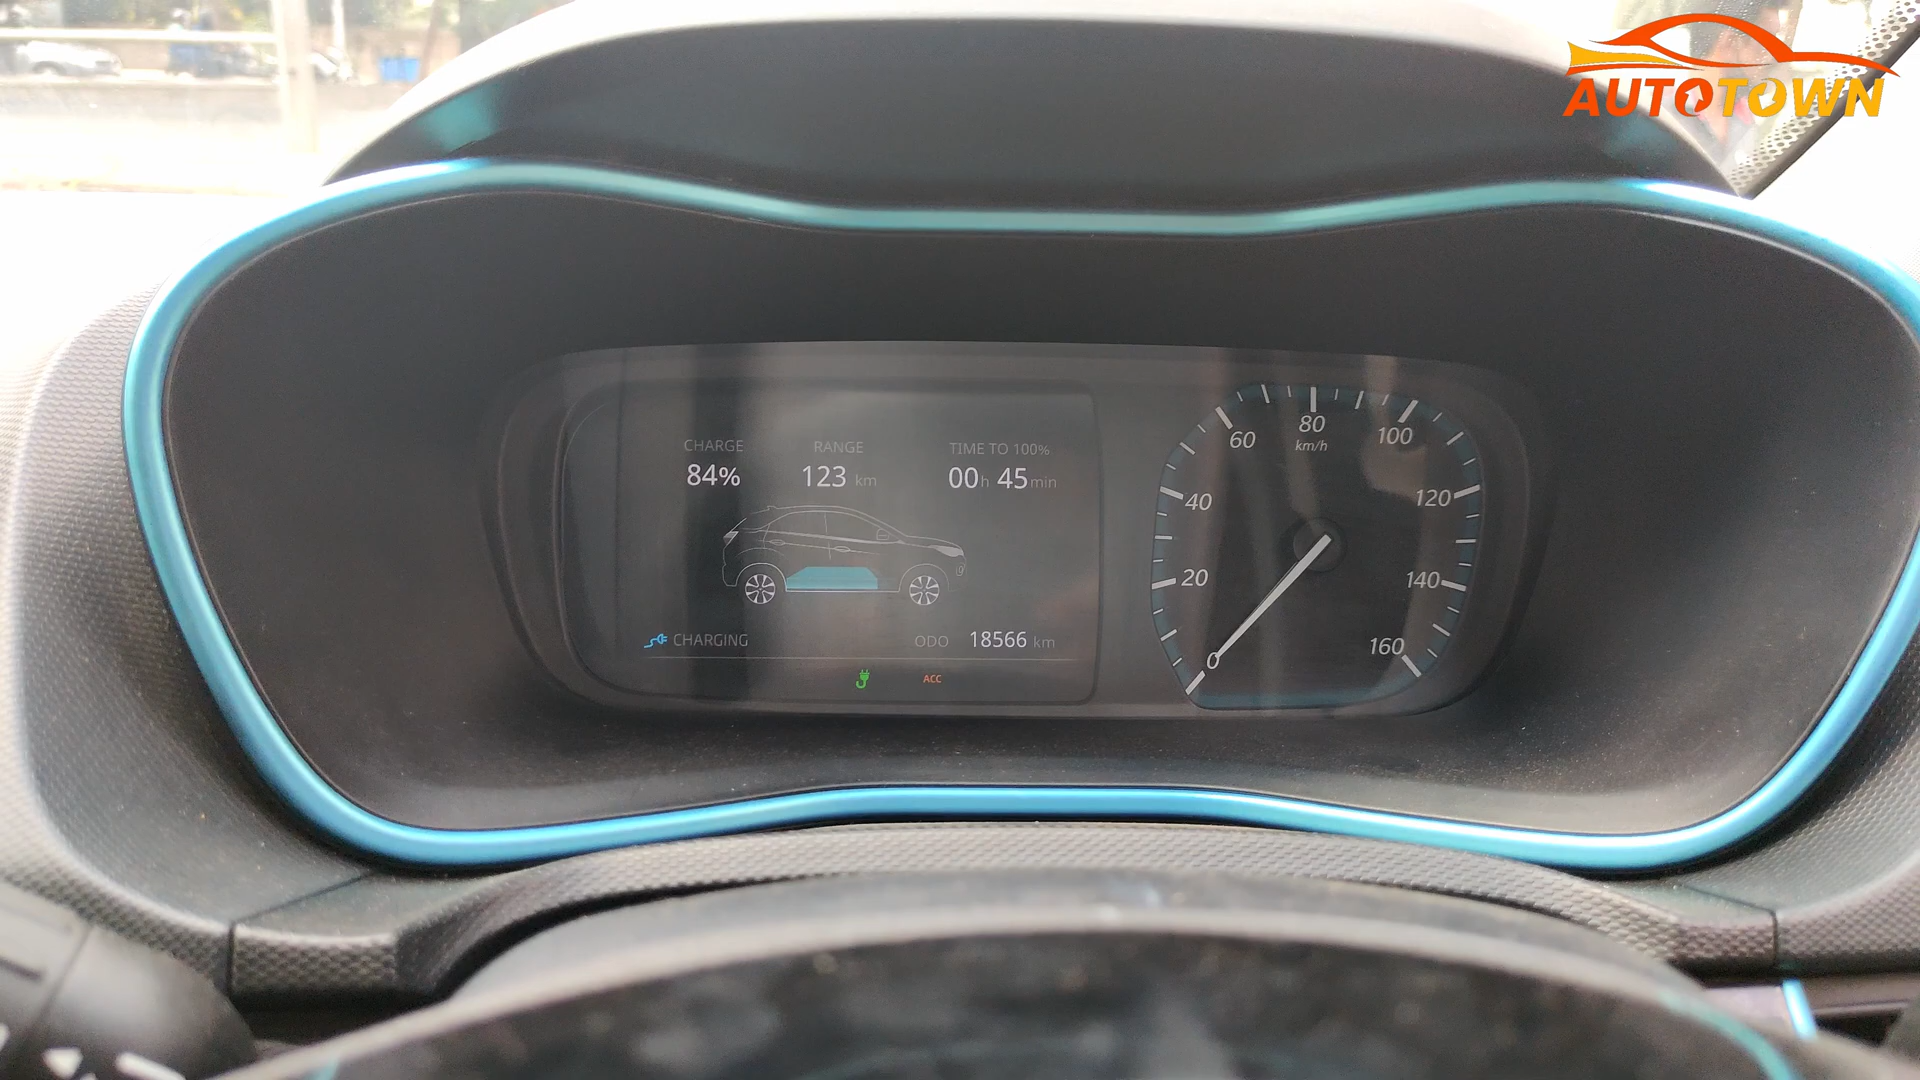 AUTOTOWN
CHARGE RANGE TIME TO 100%
84% 123 km 00h 45min
CHARGING ODO 18566 km
ACC
0 20 40 60 80 100 120 140 160
km/h